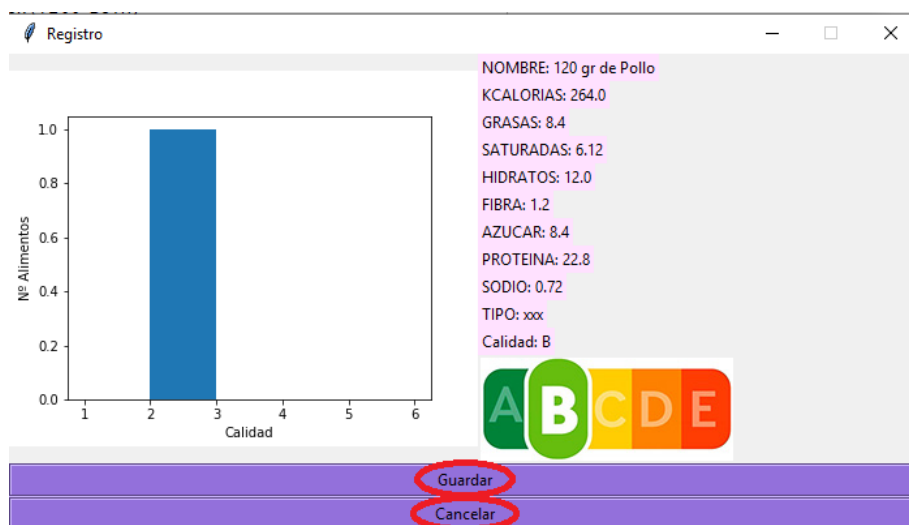 Registro
1.0
0.8
0.6
0.4
0.2
0.0
Nº Alimentos
1 2 3 4 5 6
Calidad
NOMBRE: 120 gr de Pollo
KCALORIAS: 264.0
GRASAS: 8.4
SATURADAS: 6.12
HIDRATOS: 12.0
FIBRA: 1.2
AZUCAR: 8.4
PROTEINA: 22.8
SODIO: 0.72
TIPO: xxx
Calidad: B
A B C D E
Guardar
Cancelar